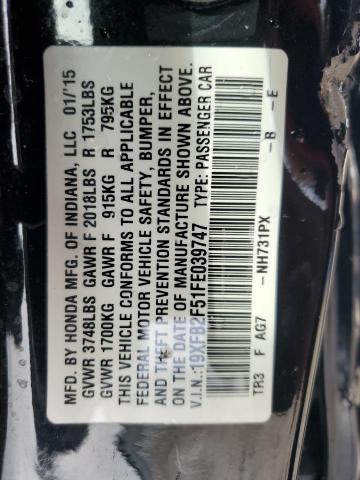 MFD. BY HONDA MFG. OF INDIANA, LLC 01/'15
GVWR 3748LBS GAWR F 2018LBS R 1753LBS
GVWR 1700KG GAWR F 915KG R 795KG
THIS VEHICLE CONFORMS TO ALL APPLICABLE
FEDERAL MOTOR VEHICLE SAFETY, BUMPER,
AND THEFT PREVENTION STANDARDS IN EFFECT
ON THE DATE OF MANUFACTURE SHOWN ABOVE.
V.I.N.:19XFB2F51FE039747 TYPE: PASSENGER CAR
TR3 F AG7 -NH731PX -B -E